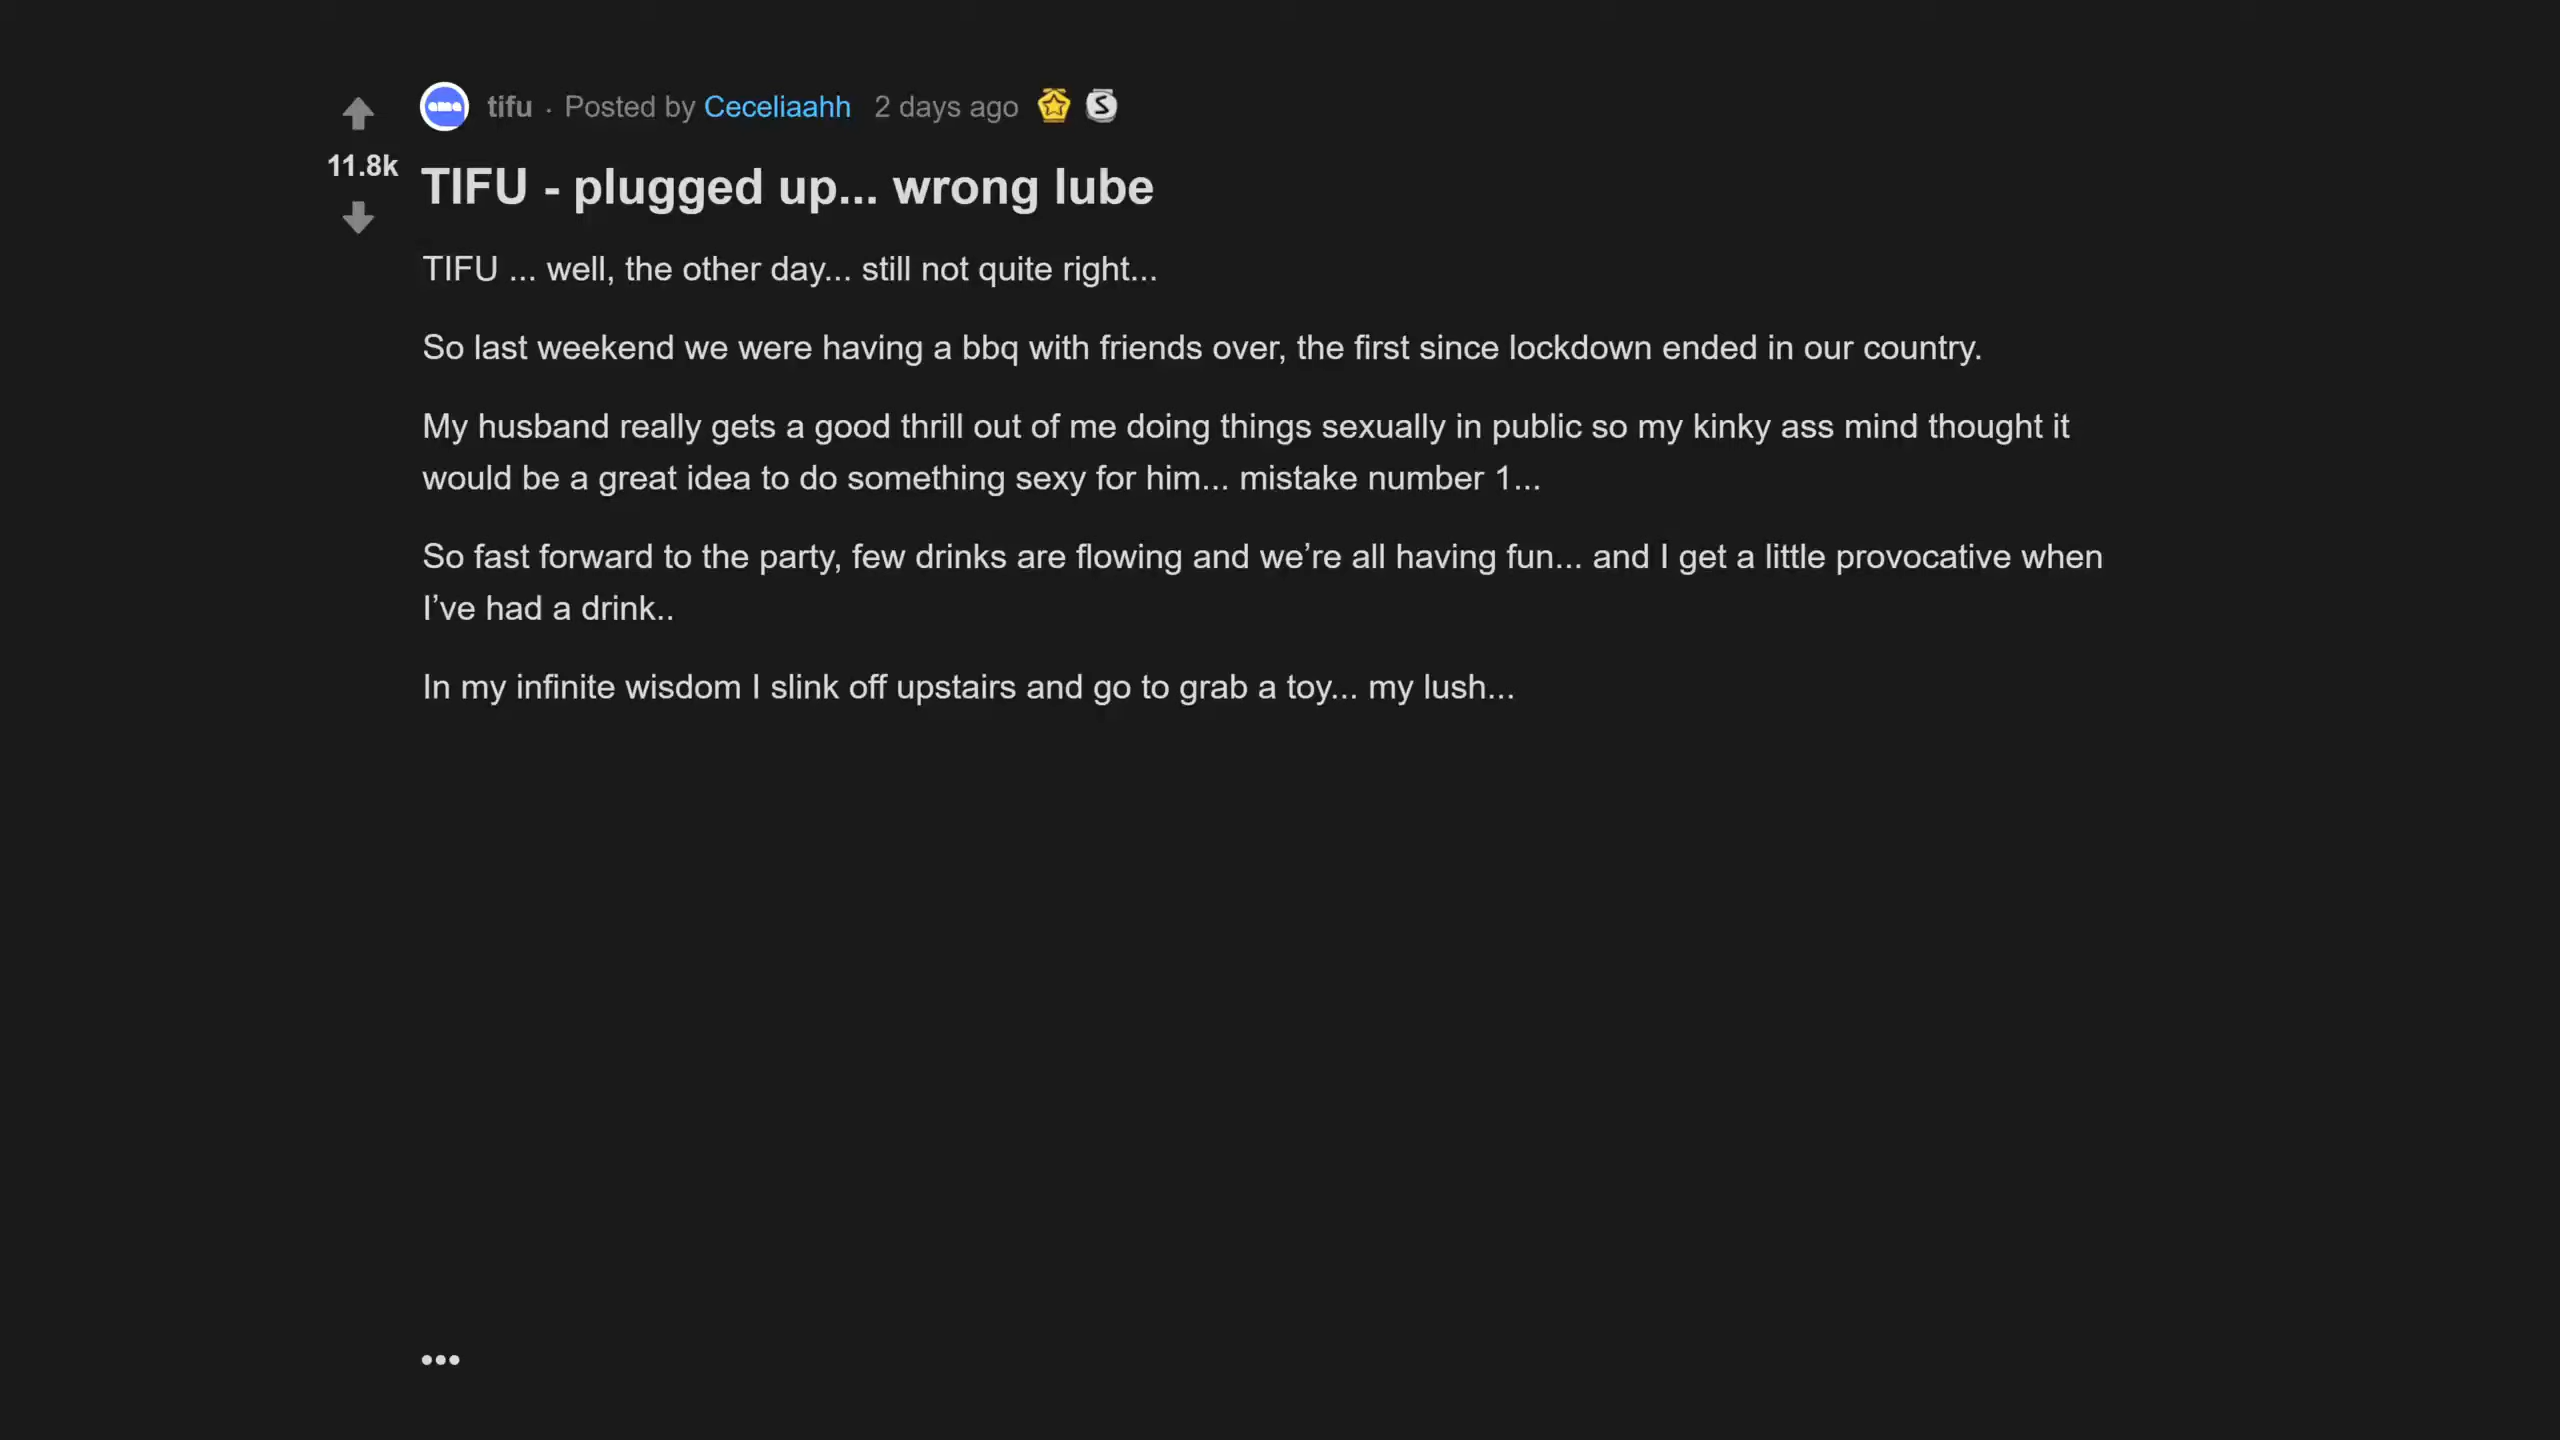 tifu · Posted by Ceceliaahh 2 days ago
11.8k
TIFU - plugged up... wrong lube
TIFU ... well, the other day... still not quite right...
So last weekend we were having a bbq with friends over, the first since lockdown ended in our country.
My husband really gets a good thrill out of me doing things sexually in public so my kinky ass mind thought it
would be a great idea to do something sexy for him... mistake number 1...
So fast forward to the party, few drinks are flowing and we’re all having fun... and I get a little provocative when
I’ve had a drink..
In my infinite wisdom I slink off upstairs and go to grab a toy... my lush...
•••